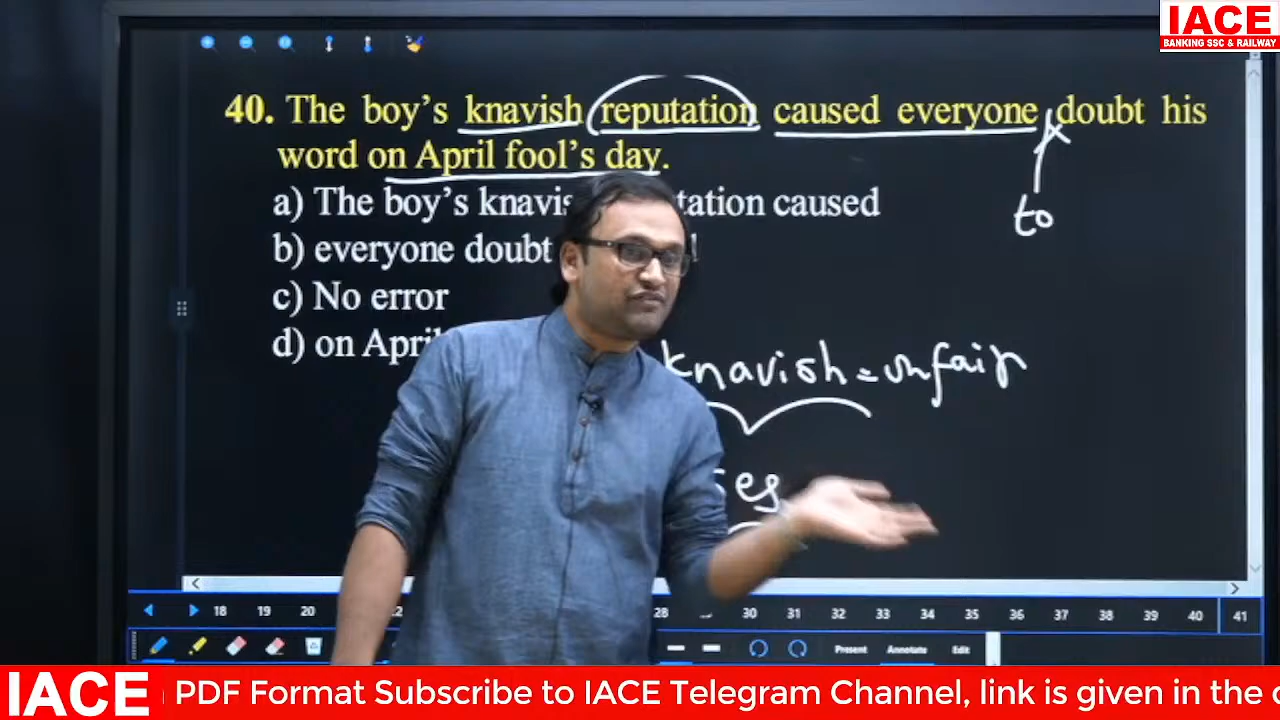 IACE
BANKING SSC & RAILWAY
40. The boy's knavish reputation caused everyone doubt his
to
word on April fool's day.
a) The boy's knavis tation caused
b) everyone doubt
c) No error
d) on Apri
knavish = unfair
18 19 20 28 30 31 32 33 34 35 36 37 38 39 40 41
Present Annotate Edit
IACE PDF Format Subscribe to IACE Telegram Channel, link is given in the